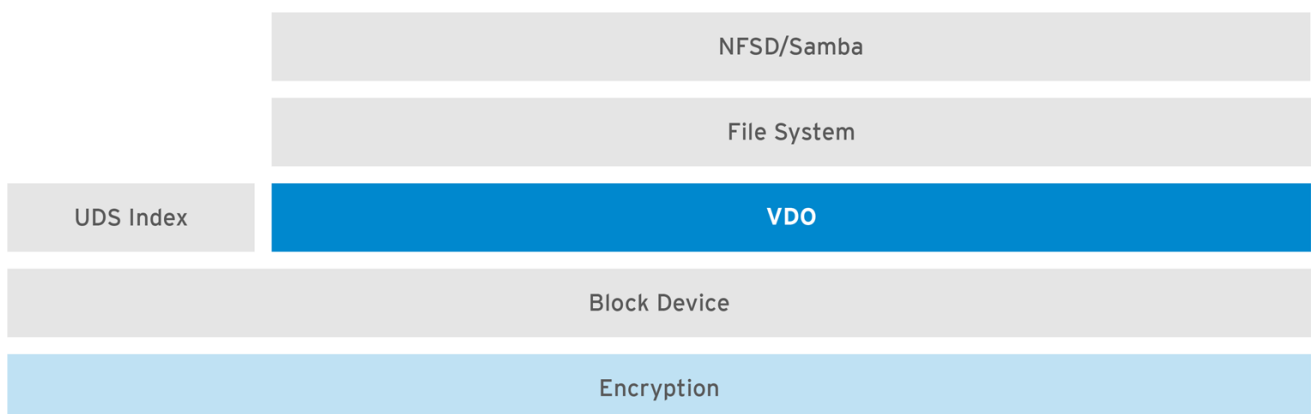 NFSD/Samba
File System
UDS Index
VDO
Block Device
Encryption